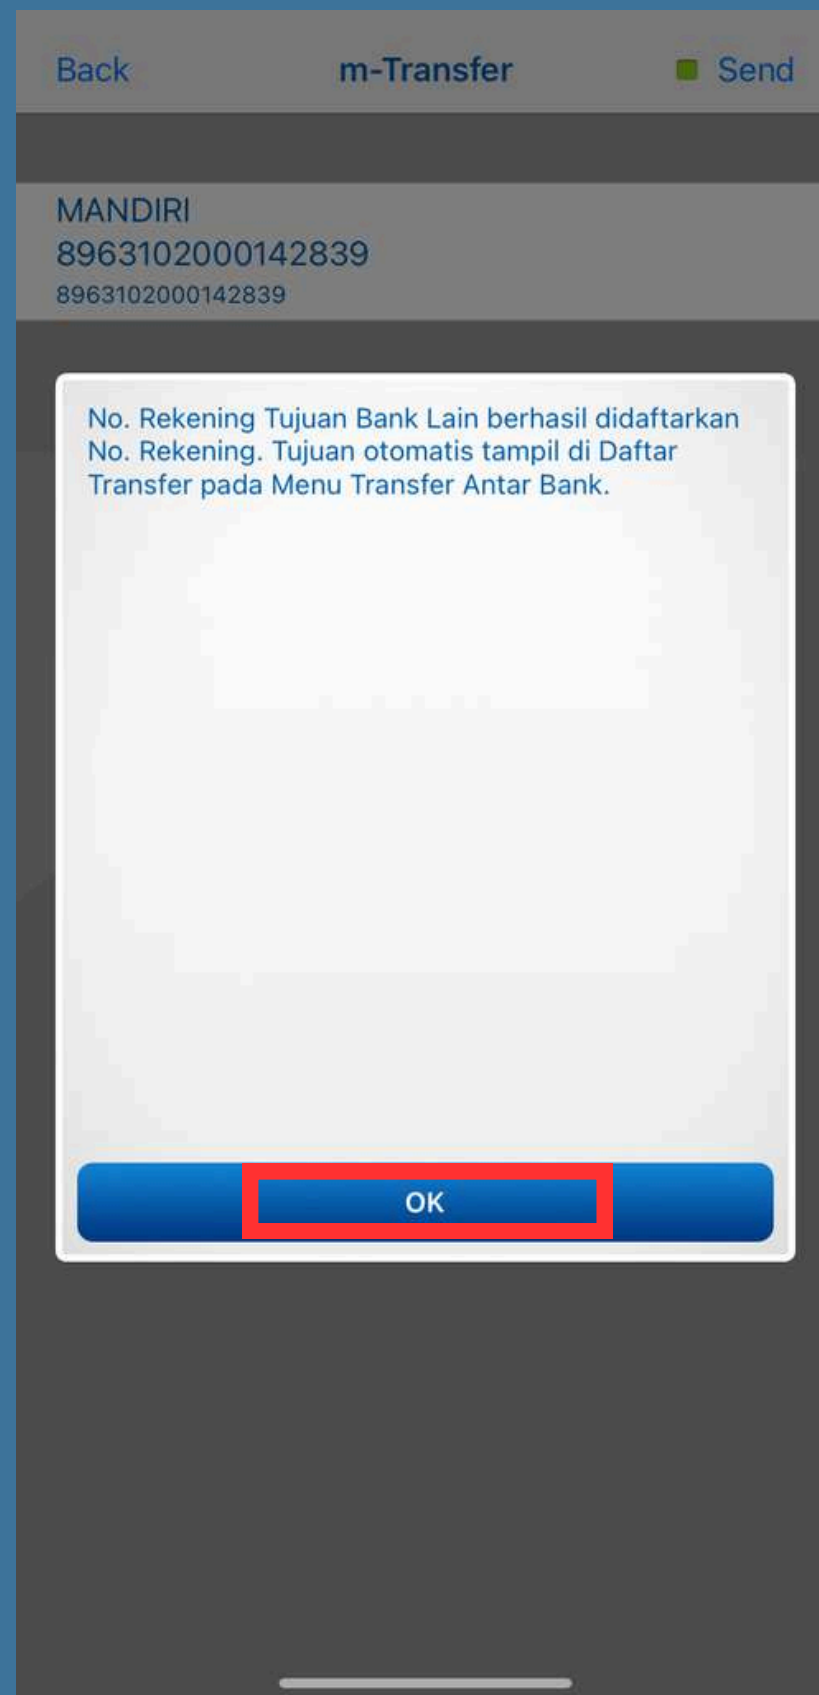 Back m-Transfer Send
MANDIRI
8963102000142839
8963102000142839
No. Rekening Tujuan Bank Lain berhasil didaftarkan
No. Rekening. Tujuan otomatis tampil di Daftar
Transfer pada Menu Transfer Antar Bank.
OK